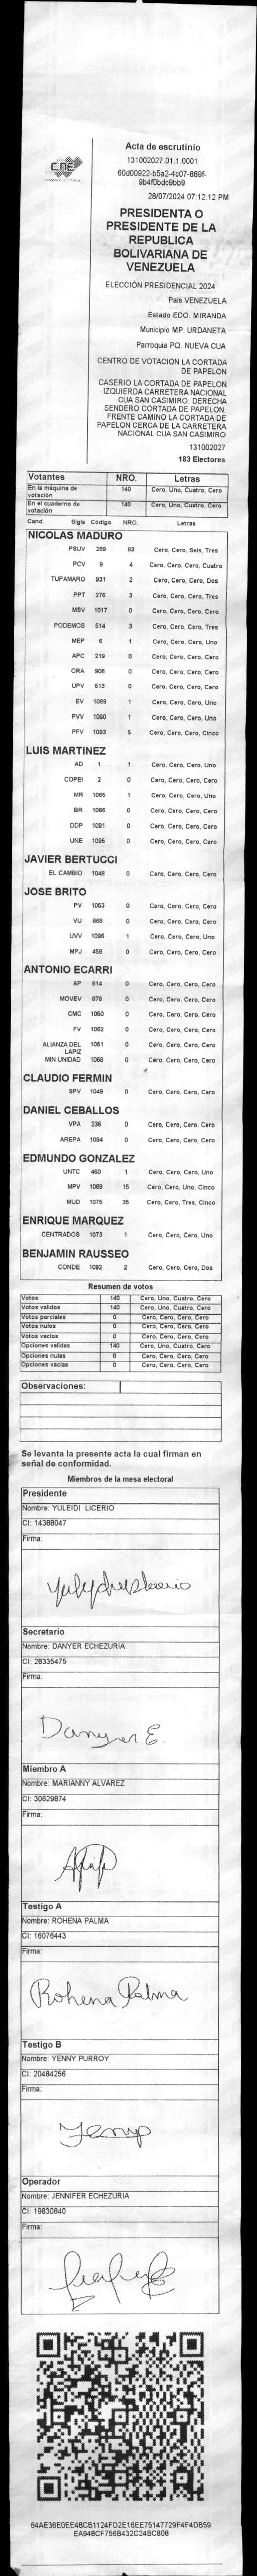 CNE
Acta de escrutinio
131002027.01.1.0001
60d00922-b5a2-4c07-889f-
9b4f0bdc9bb9
28/07/2024 07:12:12 PM
PRESIDENTA O
PRESIDENTE DE LA
REPUBLICA
BOLIVARIANA DE
VENEZUELA
ELECCIÓN PRESIDENCIAL 2024
País VENEZUELA
Estado EDO. MIRANDA
Municipio MP. URDANETA
Parroquia PQ. NUEVA CUA
CENTRO DE VOTACION LA CORTADA
DE PAPELON
CASERIO LA CORTADA DE PAPELON
IZQUIERDA CARRETERA NACIONAL
CUA SAN CASIMIRO. DERECHA
SENDERO CORTADA DE PAPELON.
FRENTE CAMINO LA CORTADA DE
PAPELON CERCA DE LA CARRETERA
NACIONAL CUA SAN CASIMIRO
131002027
183 Electores
Votantes NRO. Letras
En la máquina de votación 140 Cero, Uno, Cuatro, Cero
En el cuaderno de votación 140 Cero, Uno, Cuatro, Cero
Cand. Sigls Código NRO. Letras
NICOLAS MADURO
PSUV 269 63 Cero, Cero, Seis, Tres
PCV 9 4 Cero, Cero, Cero, Cuatro
TUPAMARO 931 2 Cero, Cero, Cero, Dos
PPT 276 3 Cero, Cero, Cero, Tres
MSV 1017 0 Cero, Cero, Cero, Cero
PODEMOS 514 3 Cero, Cero, Cero, Tres
MEP 6 1 Cero, Cero, Cero, Uno
APC 219 0 Cero, Cero, Cero, Cero
ORA 906 0 Cero, Cero, Cero, Cero
UPV 613 0 Cero, Cero, Cero, Cero
EV 1089 1 Cero, Cero, Cero, Uno
PVV 1090 1 Cero, Cero, Cero, Uno
PFV 1093 5 Cero, Cero, Cero, Cinco
LUIS MARTINEZ
AD 1 1 Cero, Cero, Cero, Uno
COPEI 2 0 Cero, Cero, Cero, Cero
MR 1065 1 Cero, Cero, Cero, Uno
BR 1066 0 Cero, Cero, Cero, Cero
DDP 1091 0 Cero, Cero, Cero, Cero
UNE 1095 0 Cero, Cero, Cero, Cero
JAVIER BERTUCCI
EL CAMBIO 1048 0 Cero, Cero, Cero, Cero
JOSE BRITO
PV 1053 0 Cero, Cero, Cero, Cero
VU 868 0 Cero, Cero, Cero, Cero
UVV 1096 1 Cero, Cero, Cero, Uno
MPJ 458 0 Cero, Cero, Cero, Cero
ANTONIO ECARRI
AP 814 0 Cero, Cero, Cero, Cero
MOVEV 879 0 Cero, Cero, Cero, Cero
CMC 1050 0 Cero, Cero, Cero, Cero
FV 1062 0 Cero, Cero, Cero, Cero
ALIANZA DEL LAPIZ 1051 0 Cero, Cero, Cero, Cero
MIN UNIDAD 1068 0 Cero, Cero, Cero, Cero
CLAUDIO FERMIN
SPV 1049 0 Cero, Cero, Cero, Cero
DANIEL CEBALLOS
VPA 236 0 Cero, Cero, Cero, Cero
AREPA 1094 0 Cero, Cero, Cero, Cero
EDMUNDO GONZALEZ
UNTC 460 1 Cero, Cero, Cero, Uno
MPV 1069 15 Cero, Cero, Uno, Cinco
MUD 1075 35 Cero, Cero, Tres, Cinco
ENRIQUE MARQUEZ
CENTRADOS 1073 1 Cero, Cero, Cero, Uno
BENJAMIN RAUSSEO
CONDE 1092 2 Cero, Cero, Cero, Dos
Resumen de votos
Votos 140 Cero, Uno, Cuatro, Cero
Votos validos 140 Cero, Uno, Cuatro, Cero
Votos parciales 0 Cero, Cero, Cero, Cero
Votos nulos 0 Cero, Cero, Cero, Cero
Votos vacios 0 Cero, Cero, Cero, Cero
Opciones validas 140 Cero, Uno, Cuatro, Cero
Opciones nulas 0 Cero, Cero, Cero, Cero
Opciones vacias 0 Cero, Cero, Cero, Cero
Observaciones:
Se levanta la presente acta la cual firman en
señal de conformidad.
Miembros de la mesa electoral
Presidente
Nombre: YULEIDI LICERIO
CI: 14388047
Firma:
Secretario
Nombre: DANYER ECHEZURIA
CI: 28335475
Firma:
Danyer E.
Miembro A
Nombre: MARIANNY ALVAREZ
CI: 30629874
Firma:
Testigo A
Nombre: ROHENA PALMA
CI: 16076443
Firma:
Rohena Palma
Testigo B
Nombre: YENNY PURROY
CI: 20484256
Firma:
Yennyp
Operador
Nombre: JENNIFER ECHEZURIA
CI: 19830840
Firma:
64AE36E0EE48CB1124FD2E16EE75147729F4F4DB59
EA948CF756B432C24BC808